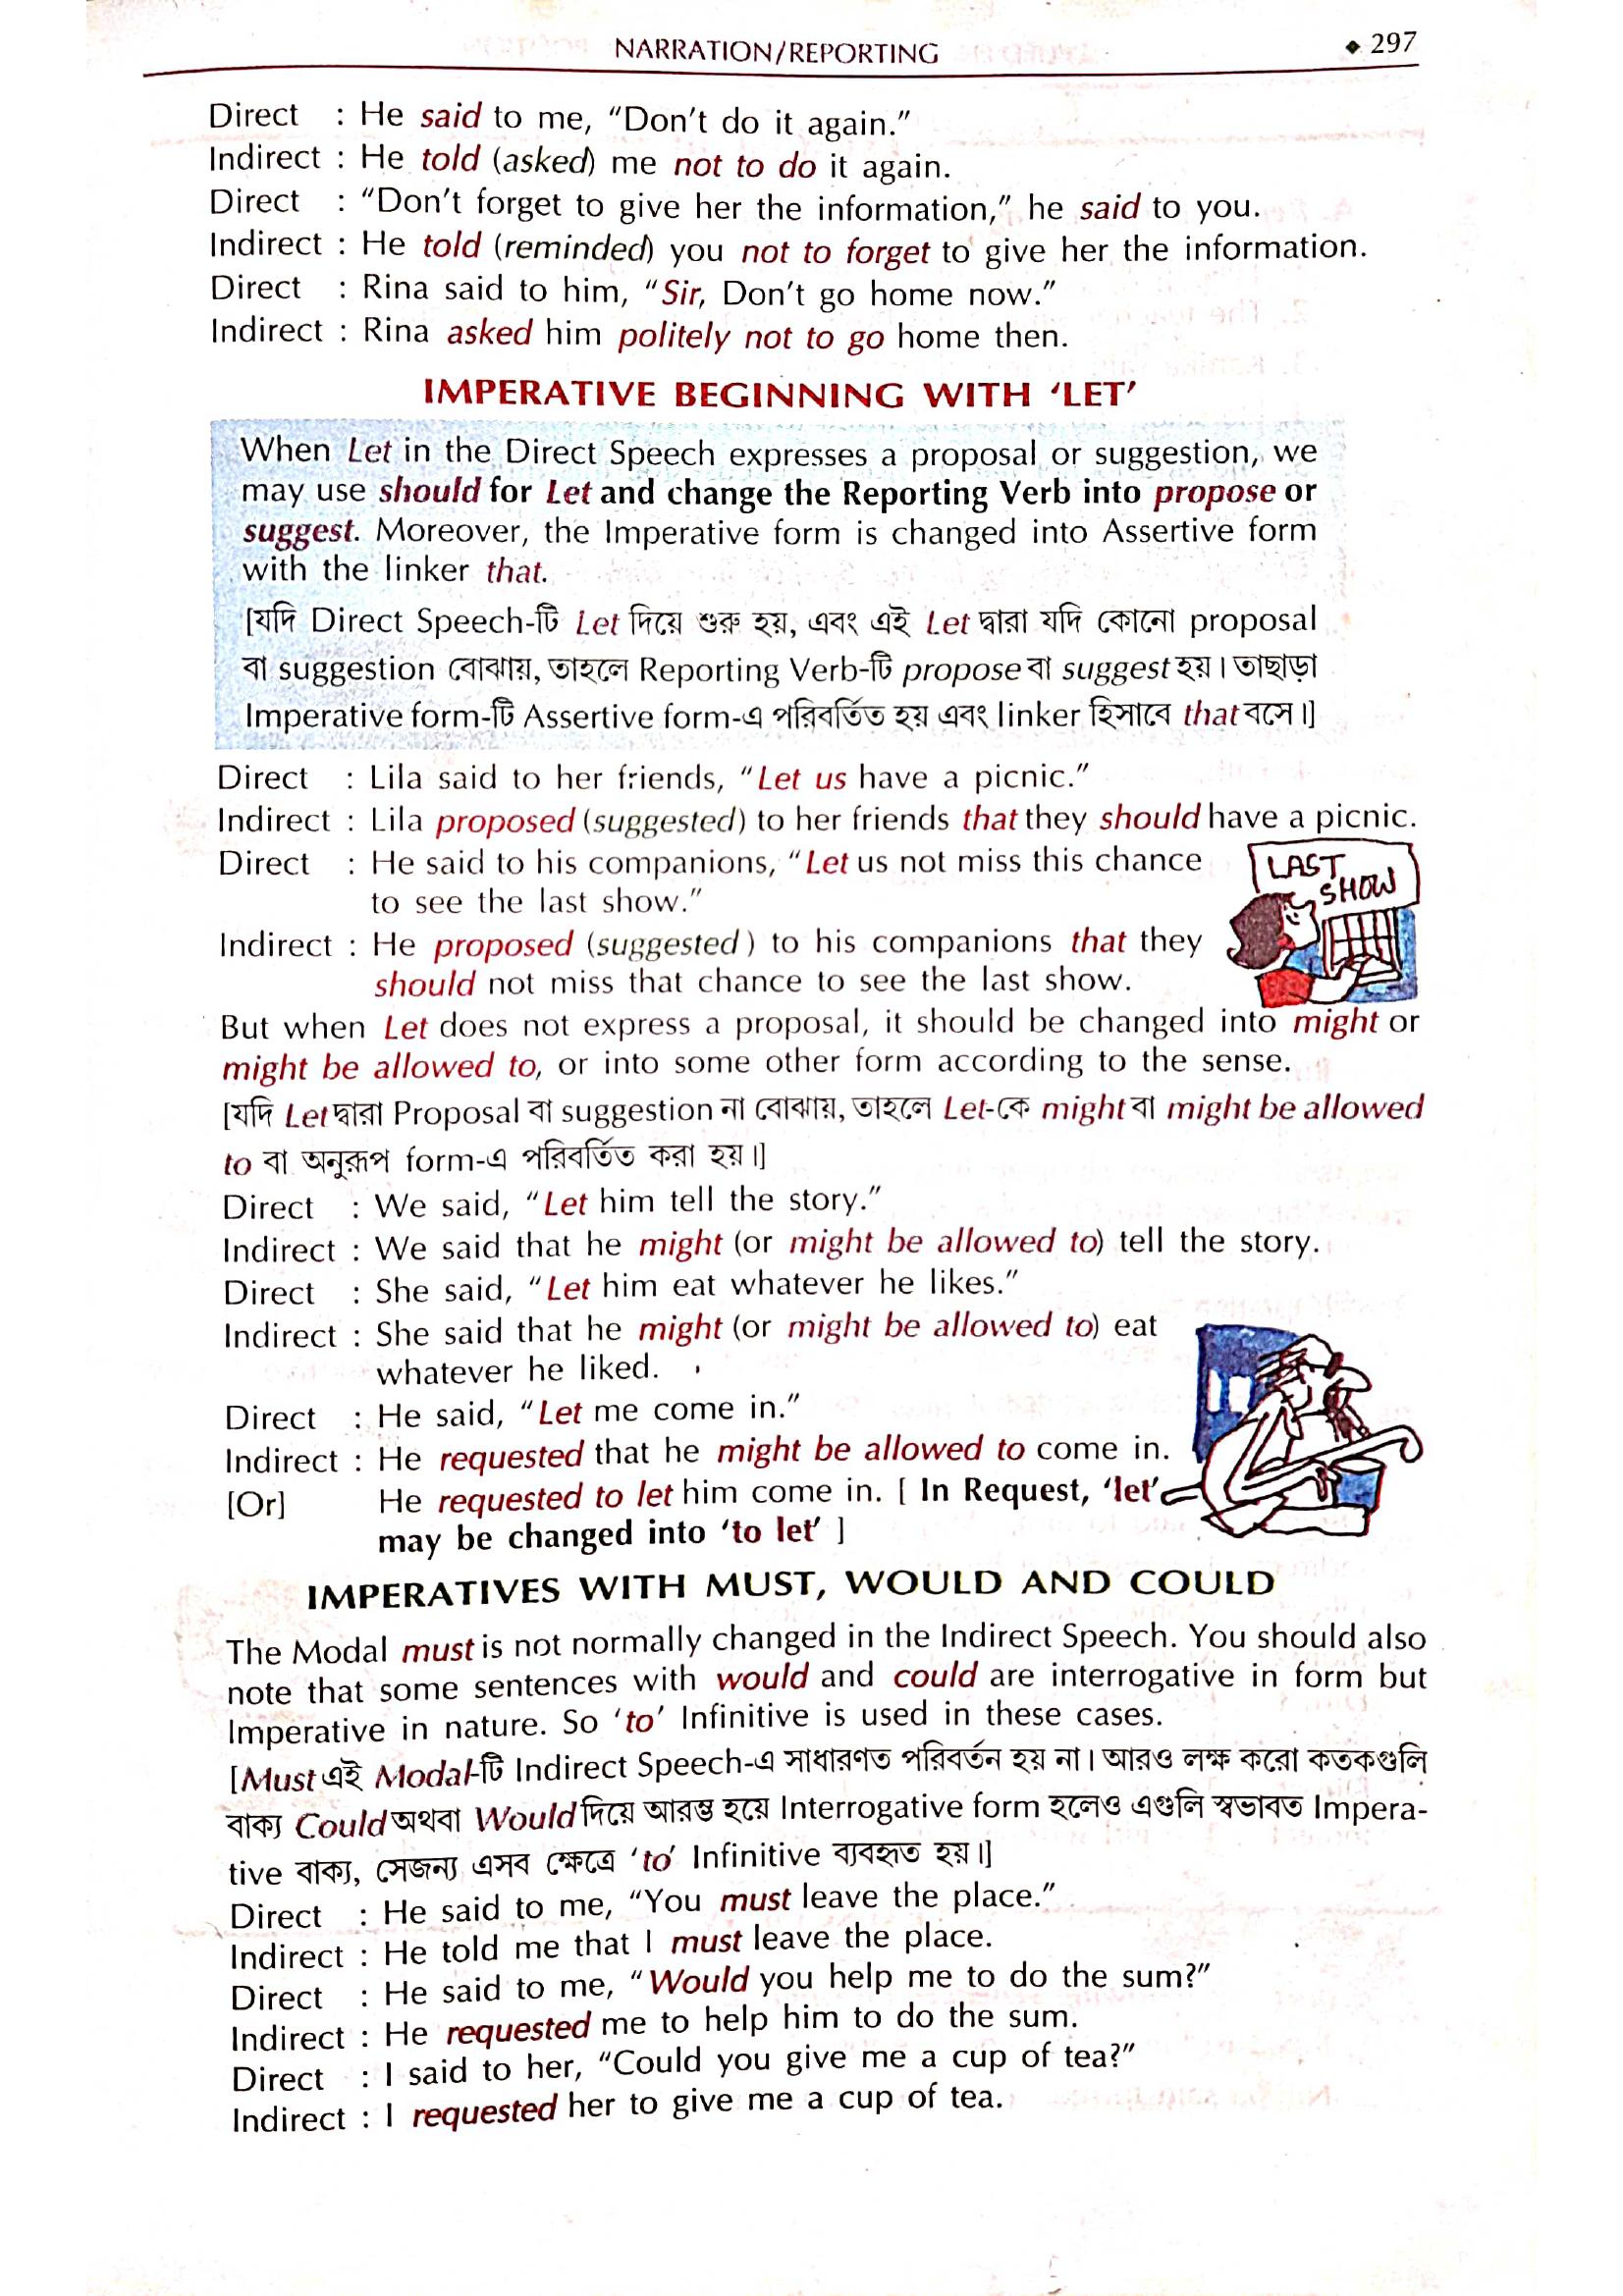 NARRATION/REPORTING ◆ 297
Direct : He said to me, “Don’t do it again.”
Indirect : He told (asked) me not to do it again.
Direct : “Don’t forget to give her the information,” he said to you.
Indirect : He told (reminded) you not to forget to give her the information.
Direct : Rina said to him, “Sir, Don’t go home now.”
Indirect : Rina asked him politely not to go home then.
IMPERATIVE BEGINNING WITH ‘LET’
When Let in the Direct Speech expresses a proposal or suggestion, we
may use should for Let and change the Reporting Verb into propose or
suggest. Moreover, the Imperative form is changed into Assertive form
with the linker that.
[যদি Direct Speech-টি Let দিয়ে শুরু হয়, এবং এই Let দ্বারা যদি কোনো proposal
বা suggestion বোঝায়, তাহলে Reporting Verb-টি propose বা suggest হয়। তাছাড়া
Imperative form-টি Assertive form-এ পরিবর্তিত হয় এবং linker হিসাবে that বসে।]
Direct : Lila said to her friends, “Let us have a picnic.”
Indirect : Lila proposed (suggested) to her friends that they should have a picnic.
Direct : He said to his companions, “Let us not miss this chance
to see the last show.”
LAST
SHOW
Indirect : He proposed (suggested) to his companions that they
should not miss that chance to see the last show.
But when Let does not express a proposal, it should be changed into might or
might be allowed to, or into some other form according to the sense.
[যদি Let দ্বারা Proposal বা suggestion না বোঝায়, তাহলে Let-কে might বা might be allowed
to বা অনুরূপ form-এ পরিবর্তিত করা হয়।]
Direct : We said, “Let him tell the story.”
Indirect : We said that he might (or might be allowed to) tell the story.
Direct : She said, “Let him eat whatever he likes.”
Indirect : She said that he might (or might be allowed to) eat
whatever he liked.
Direct : He said, “Let me come in.”
Indirect : He requested that he might be allowed to come in.
[Or] He requested to let him come in. [ In Request, ‘let’
may be changed into ‘to let’ ]
IMPERATIVES WITH MUST, WOULD AND COULD
The Modal must is not normally changed in the Indirect Speech. You should also
note that some sentences with would and could are interrogative in form but
Imperative in nature. So ‘to’ Infinitive is used in these cases.
[Must এই Modal-টি Indirect Speech-এ সাধারণত পরিবর্তন হয় না। আরও লক্ষ করো কতকগুলি
বাক্য Could অথবা Would দিয়ে আরম্ভ হয়ে Interrogative form হলেও এগুলি স্বভাবত Impera-
tive বাক্য, সেজন্য এসব ক্ষেত্রে ‘to’ Infinitive ব্যবহৃত হয়।]
Direct : He said to me, “You must leave the place.”
Indirect : He told me that I must leave the place.
Direct : He said to me, “Would you help me to do the sum?”
Indirect : He requested me to help him to do the sum.
Direct : I said to her, “Could you give me a cup of tea?”
Indirect : I requested her to give me a cup of tea.